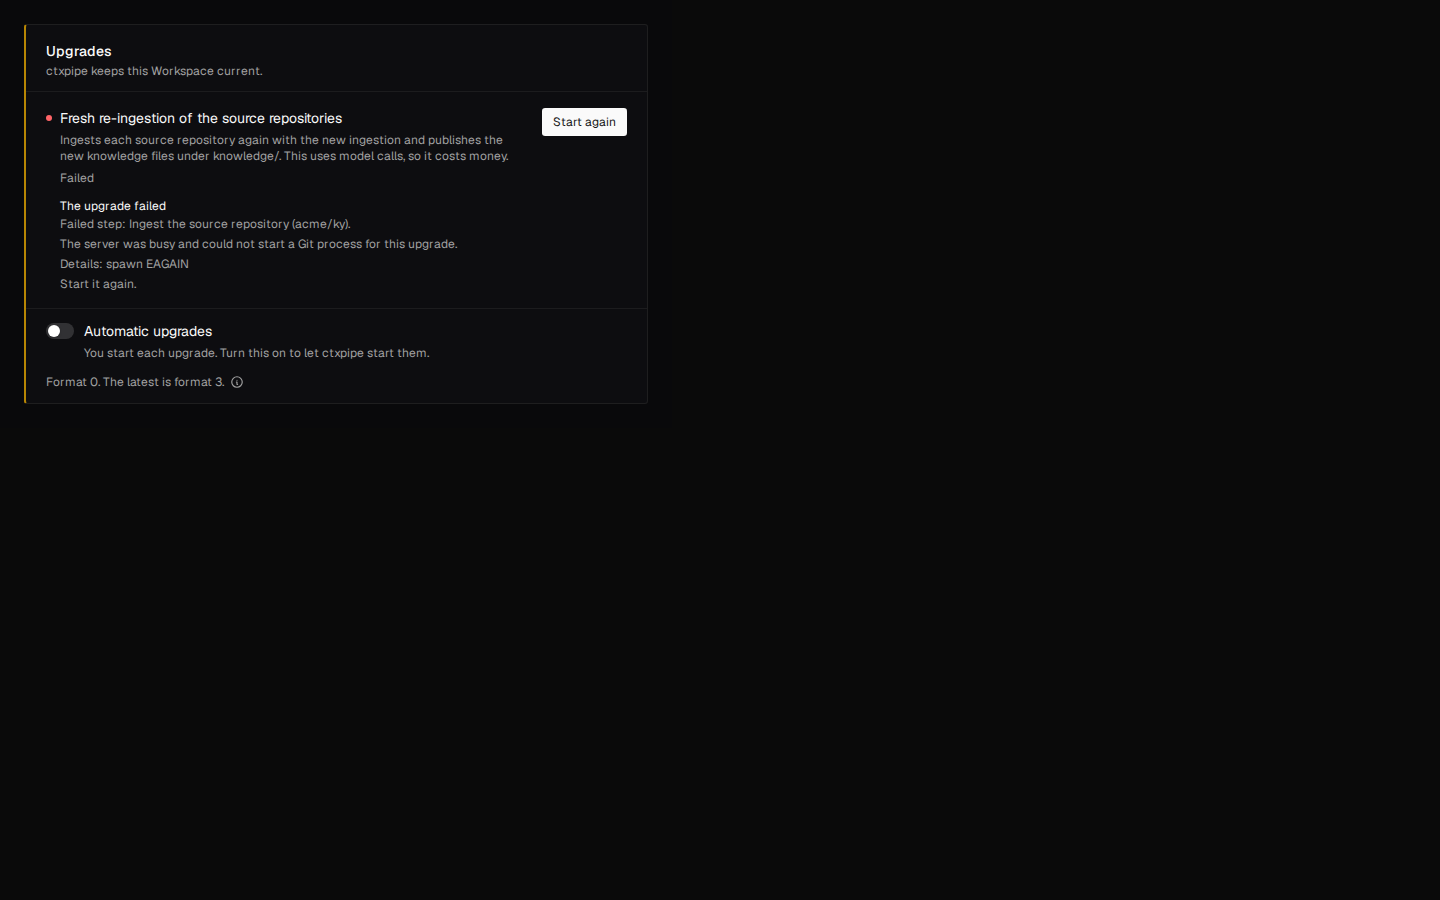 Upgrades
ctxpipe keeps this Workspace current.
Fresh re-ingestion of the source repositories
Start again
Ingests each source repository again with the new ingestion and publishes the
new knowledge files under knowledge/. This uses model calls, so it costs money.
Failed
The upgrade failed
Failed step: Ingest the source repository (acme/ky).
The server was busy and could not start a Git process for this upgrade.
Details: spawn EAGAIN
Start it again.
Automatic upgrades
You start each upgrade. Turn this on to let ctxpipe start them.
Format 0. The latest is format 3.